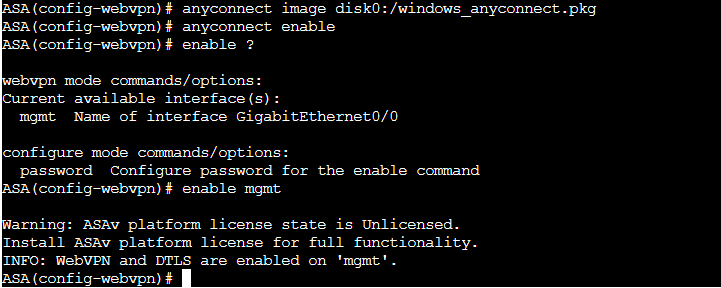 ASA(config-webvpn)# anyconnect image disk0:/windows_anyconnect.pkg
ASA(config-webvpn)# anyconnect enable
ASA(config-webvpn)# enable ?
webvpn mode commands/options:
Current available interface(s):
  mgmt  Name of interface GigabitEthernet0/0
configure mode commands/options:
  password  Configure password for the enable command
ASA(config-webvpn)# enable mgmt
Warning: ASAv platform license state is Unlicensed.
Install ASAv platform license for full functionality.
INFO: WebVPN and DTLS are enabled on 'mgmt'.
ASA(config-webvpn)#